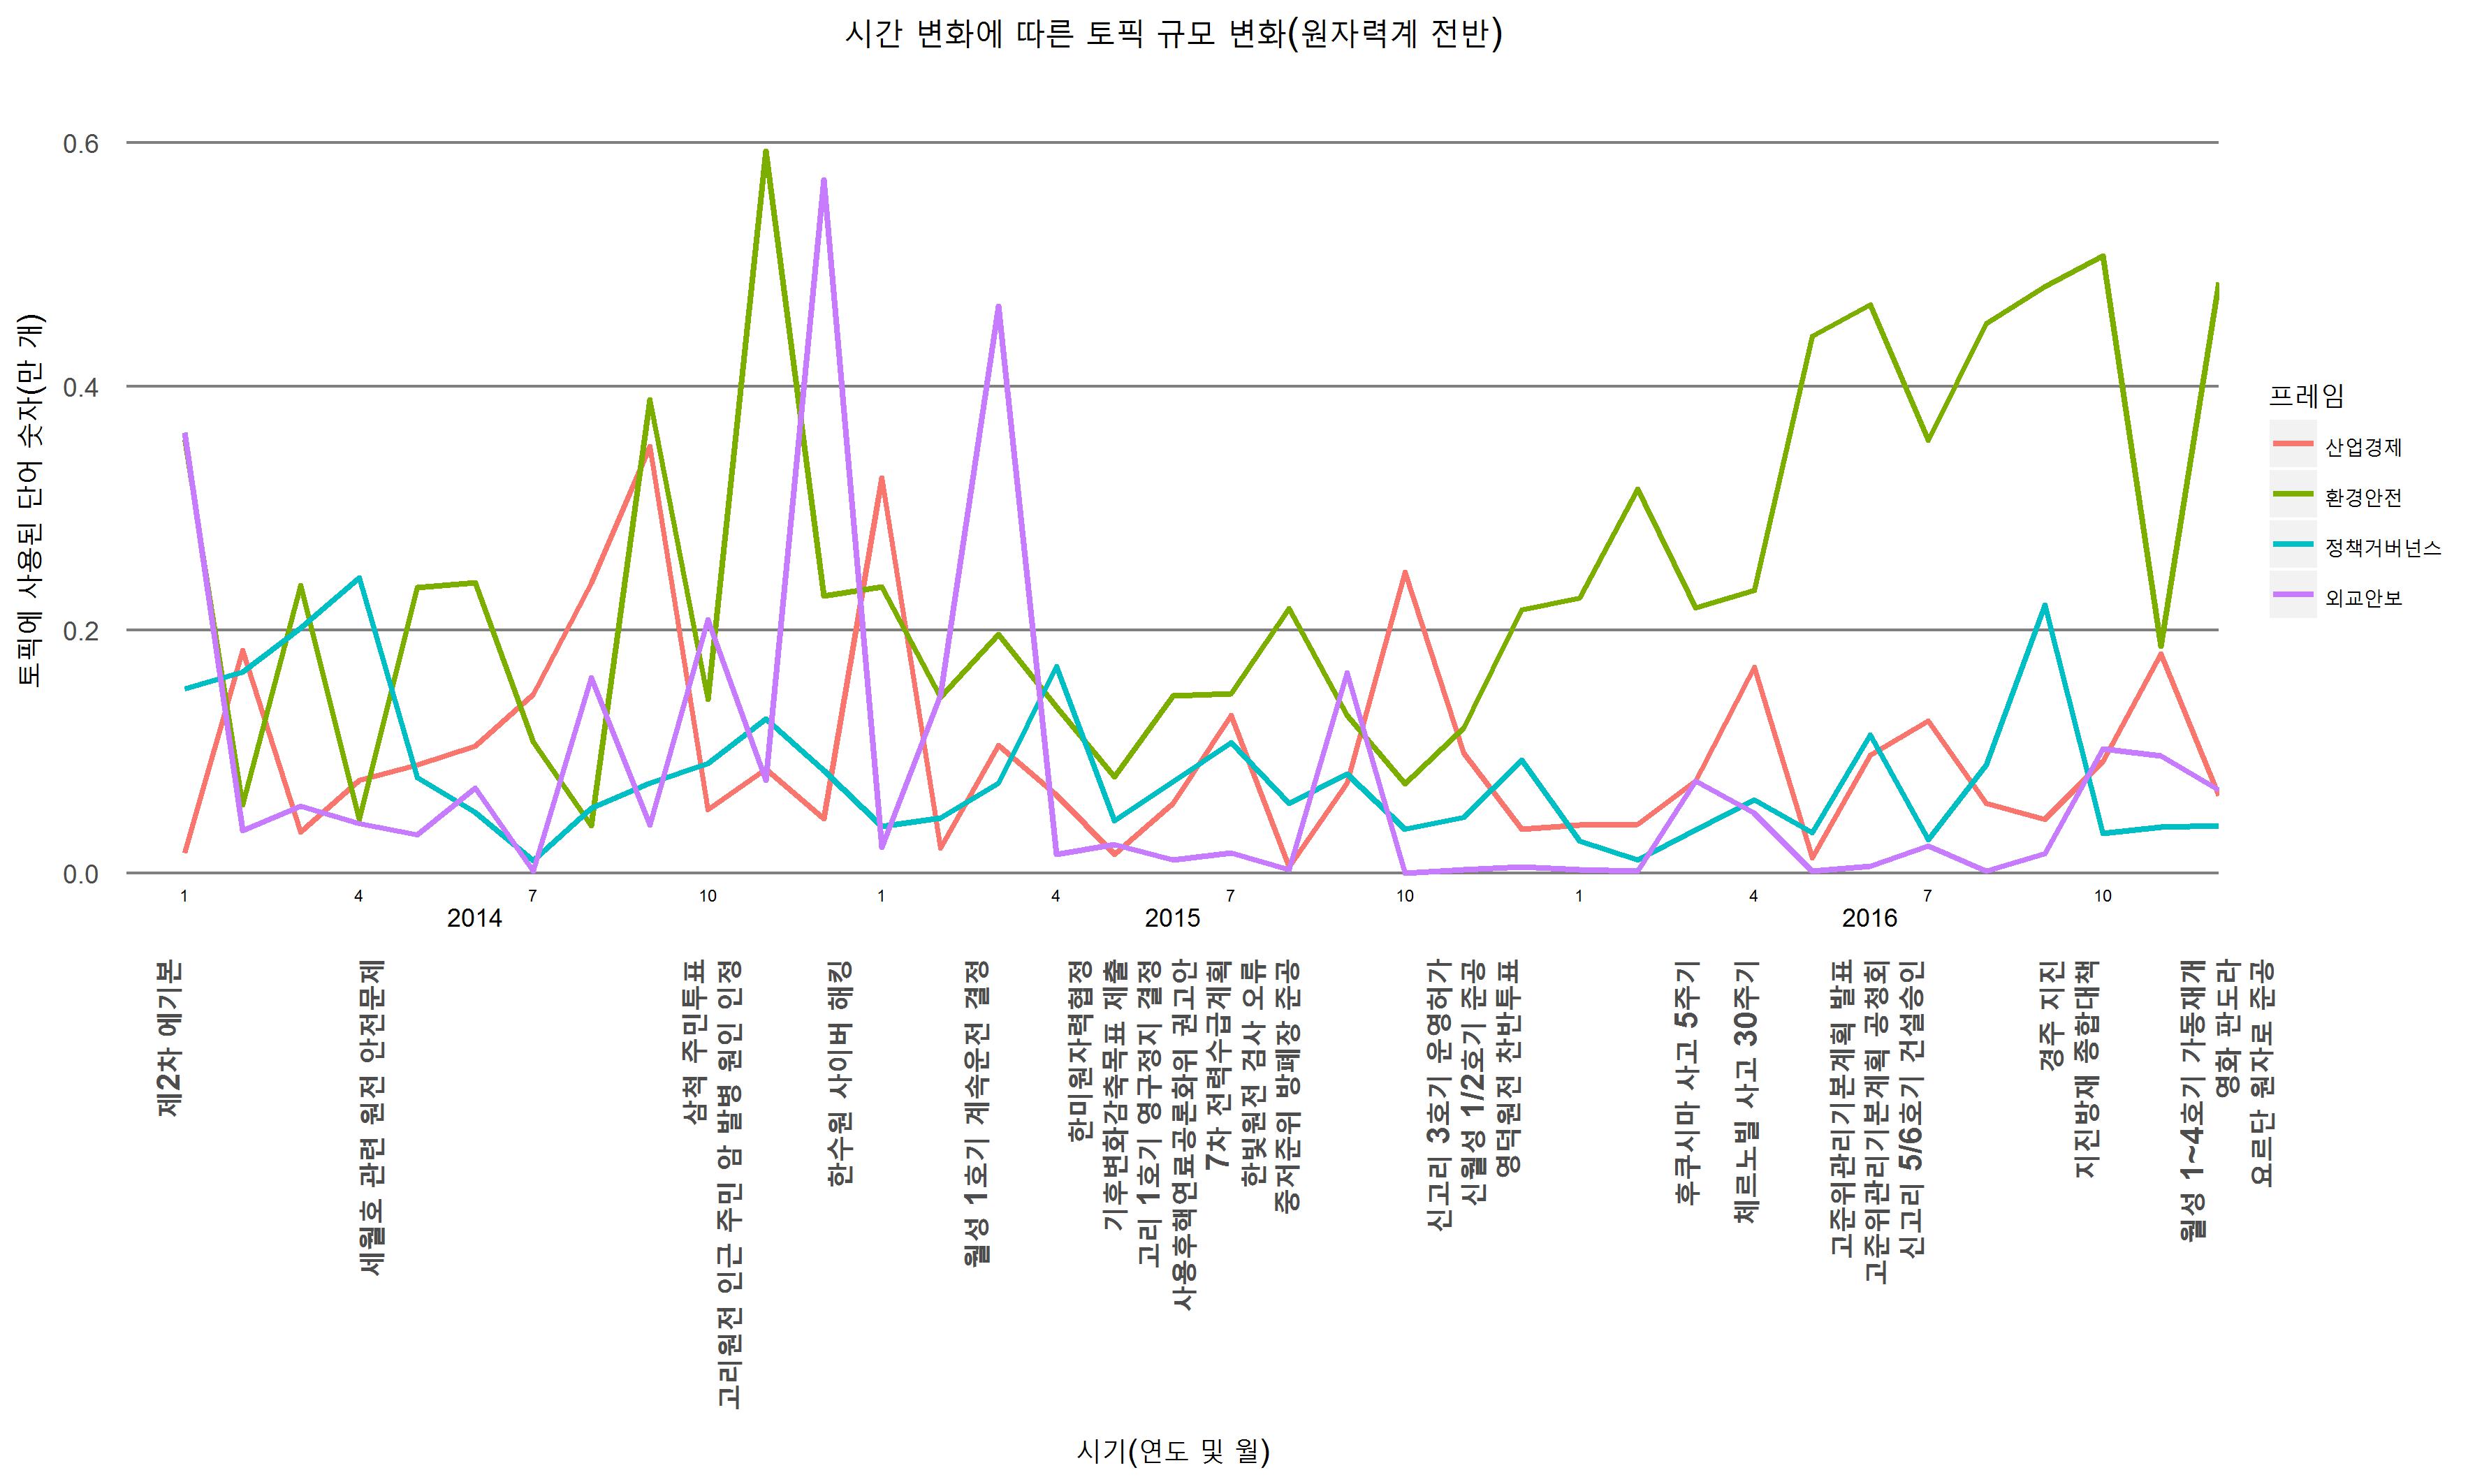 시간 변화에 따른 토픽 규모 변화(원자력계 전반)
토픽에 사용된 단어 숫자(만 개)
0.6
0.4
0.2
0.0
프레임
산업경제
환경안전
정책거버넌스
외교안보
1
4
7
10
1
4
7
10
1
4
7
10
2014
2015
2016
제2차 에기본
세월호 관련 원전 안전문제
삼척 주민투표
고리원전 인근 주민 암 발병 원인 인정
한수원 사이버 해킹
월성 1호기 계속운전 결정
한미원자력협정
기후변화감축목표 제출
고리 1호기 영구정지 결정
사용후핵연료공론화위 권고안
7차 전력수급계획
한빛원전 검사 오류
중저준위 방폐장 준공
신고리 3호기 운영허가
신월성 1/2호기 준공
영덕원전 찬반투표
후쿠시마 사고 5주기
체르노빌 사고 30주기
고준위관리기본계획 발표
고준위관리기본계획 공청회
신고리 5/6호기 건설승인
경주 지진
지진방재 종합대책
월성 1~4호기 가동재개
영화 판도라
요르단 원자로 준공
시기(연도 및 월)